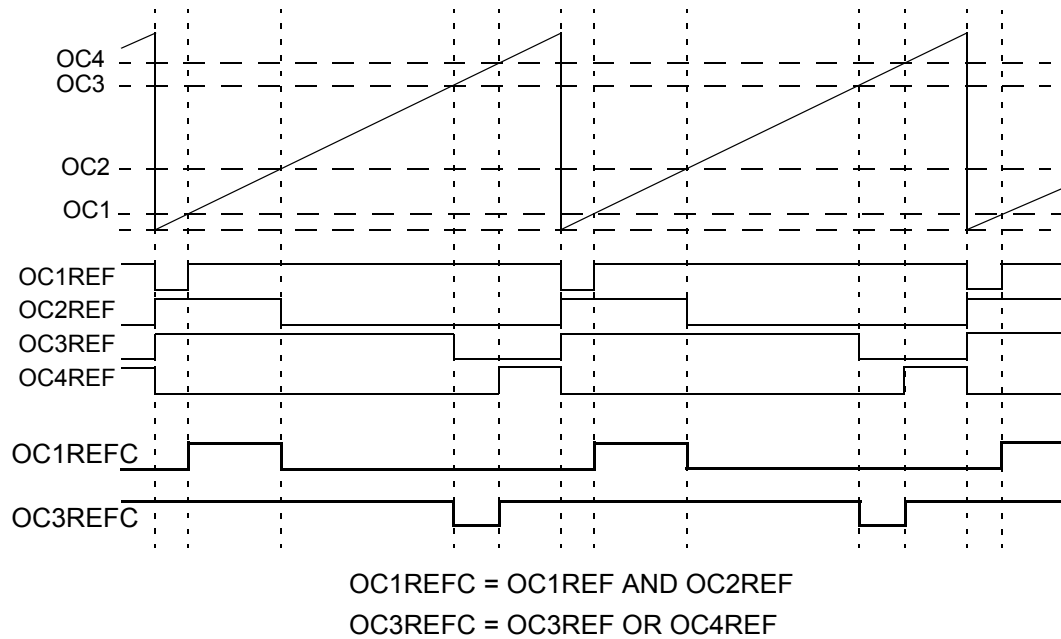 OC4
OC3
OC2
OC1
OC1REF
OC2REF
OC3REF
OC4REF
OC1REFC
OC3REFC
OC1REFC = OC1REF AND OC2REF
OC3REFC = OC3REF OR OC4REF